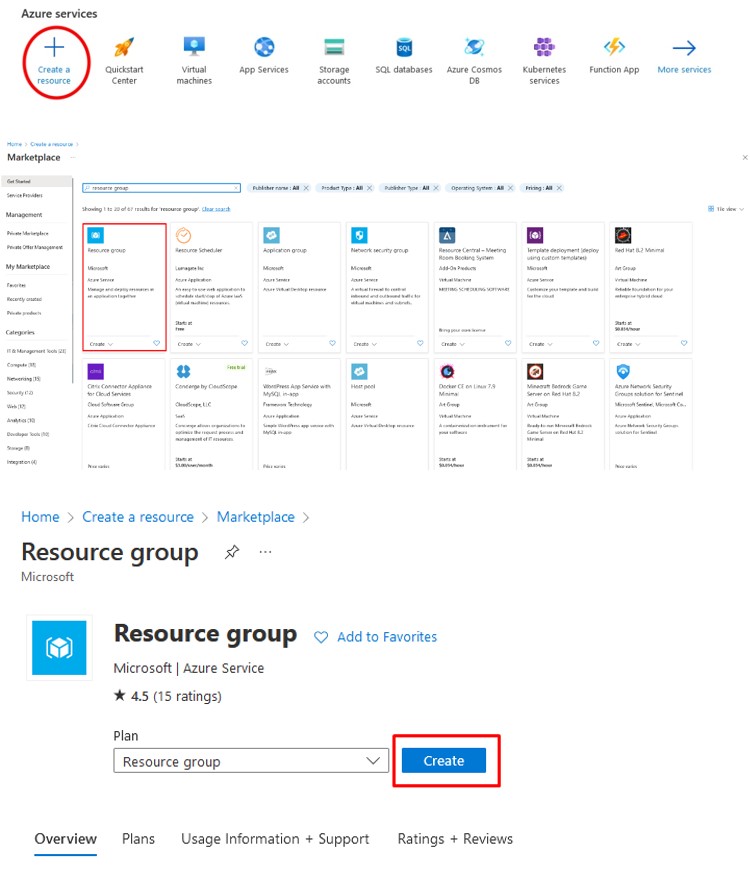 Azure services
Create a
resource
Quickstart
Center
Virtual
machines
App Services
Storage
accounts
SQL databases
Azure Cosmos
DB
Kubernetes
services
Function App
More services
Home > Create a resource >
Marketplace ...
Get Started
Service Providers
Management
Private Marketplace
Private Offer Management
My Marketplace
Favorites
Recently created
Private products
Categories
IT & Management Tools (23)
Compute (18)
Networking (16)
Security (13)
Web (12)
Analytics (10)
Developer Tools (10)
Storage (8)
Integration (4)
resource group
Publisher name : All
Product Type : All
Publisher Type : All
Operating System : All
Pricing : All
Showing 1 to 20 of 67 results for 'resource group'. Clear search
Tile view
Resource group
Microsoft
Azure Service
Manage and deploy resources in
an application together
Create
Resource Scheduler
Lumagate Inc
Azure Application
An easy to use web application to
schedule start/stop of Azure IaaS
(virtual machine) resources
Starts at
Free
Create
Application group
Microsoft
Azure Service
Azure Virtual Desktop resource
Create
Network security group
Microsoft
Azure Service
A virtual firewall to control
inbound and outbound traffic for
virtual machines and subnets.
Create
Resource Central – Meeting
Room Booking System
Add-On Products
Virtual Machine
MEETING SCHEDULING SOFTWARE
Bring your own license
Create
Template deployment (deploy
using custom templates)
Microsoft
Azure Service
Customize your template and build
for the cloud
Create
Red Hat 8.2 Minimal
Art Group
Virtual Machine
Reliable foundation for your
enterprise hybrid cloud
Starts at
$0.014/hour
Create
Citrix Connector Appliance
for Cloud Services
Cloud Software Group
Azure Application
Citrix Cloud Connector Appliance
Price varies
Free trial
Concierge by CloudScope
CloudScope, LLC
SaaS
Concierge allows organizations to
optimize the request process and
management of IT resources.
Starts at
$1.00/user/month
WordPress App Service with
MySQL in-app
Azure Application
Simple WordPress app service with
MySQL in-app
Price varies
Host pool
Microsoft
Azure Service
Azure Virtual Desktop resource
Docker CE on Linux 7.9
Minimal
Art Group
Virtual Machine
A containerized environment for
your software
Starts at
$0.014/hour
Minecraft Bedrock Game
Server on Red Hat 8.2
Art Group
Virtual Machine
Ready to run Minecraft Bedrock
Game Server on Red Hat 8.2
Minimal
Starts at
$0.014/hour
Azure Network Security
Groups solution for Sentinel
Microsoft Sentinel, Microsoft Co...
Azure Application
Azure Network Security Groups
solution for Sentinel
Price varies
Home > Create a resource > Marketplace >
Resource group ...
Microsoft
Resource group Add to Favorites
Microsoft | Azure Service
★ 4.5 (15 ratings)
Plan
Resource group
Create
Overview Plans Usage Information + Support Ratings + Reviews